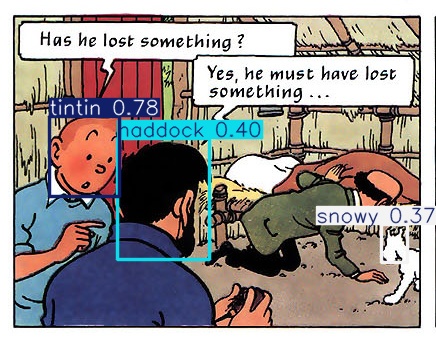 Has he lost something ?
Yes, he must have lost
something ...
tintin 0.78
haddock 0.40
snowy 0.37